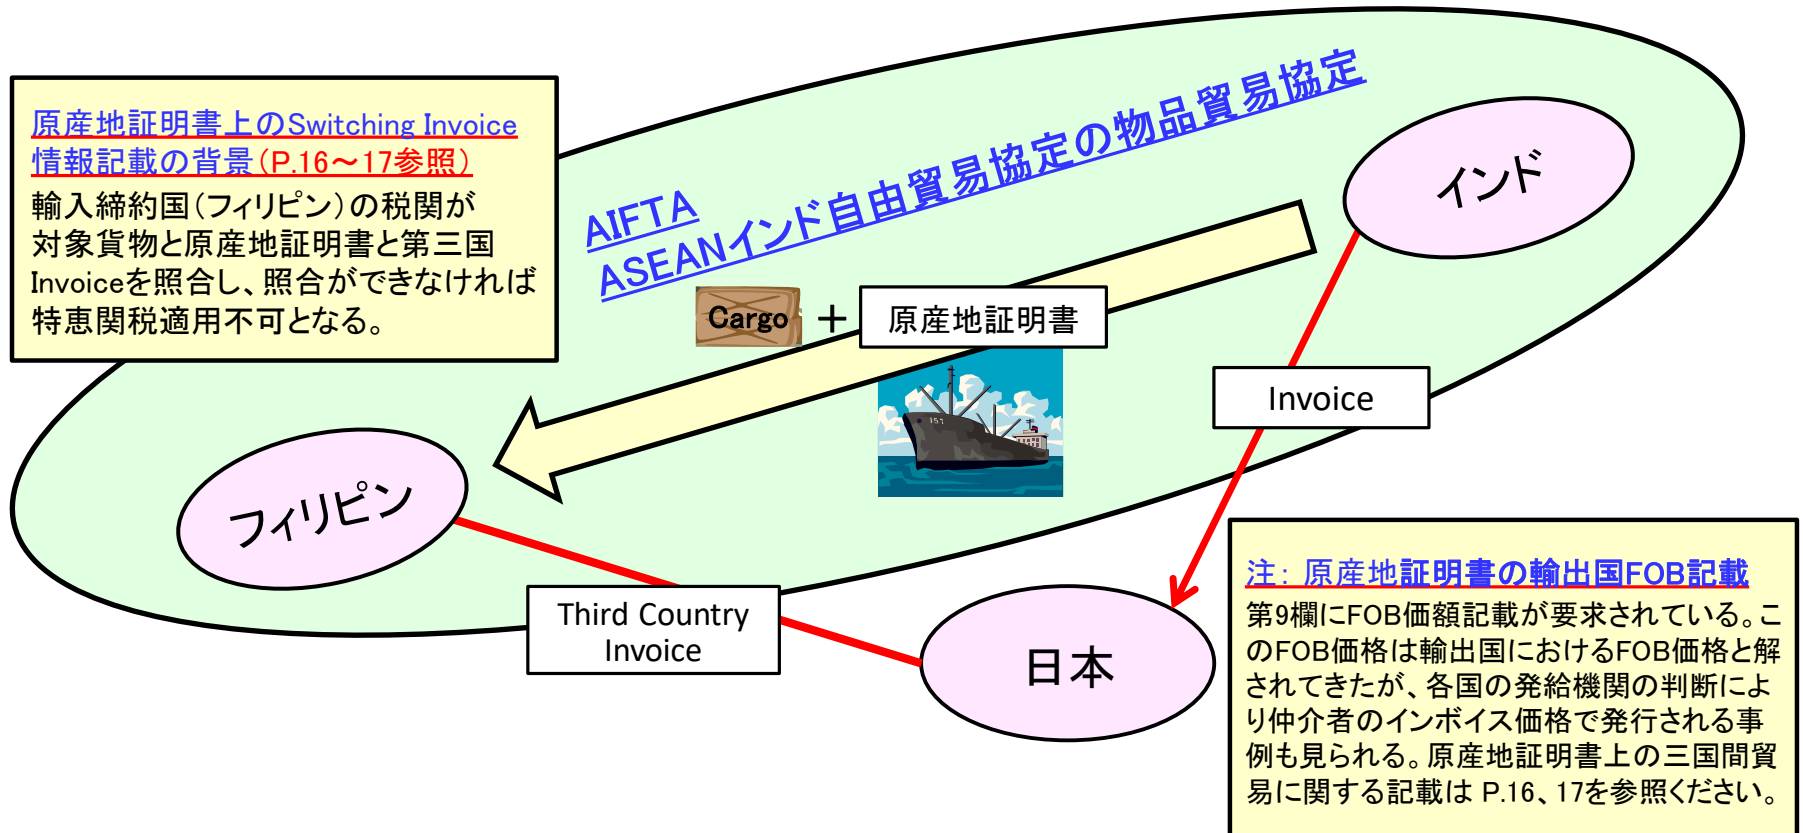 原産地証明書上のSwitching Invoice
情報記載の背景(P.16～17参照)
輸入締約国(フィリピン)の税関が
対象貨物と原産地証明書と第三国
Invoiceを照合し、照合ができなければ
特恵関税適用不可となる。
AIFTA
ASEANインド自由貿易協定の物品貿易協定
インド
Cargo
+
原産地証明書
157
Invoice
フィリピン
Third Country
Invoice
日本
注: 原産地証明書の輸出国FOB記載
第9欄にFOB価額記載が要求されている。こ
のFOB価格は輸出国におけるFOB価格と解
されてきたが、各国の発給機関の判断によ
り仲介者のインボイス価格で発行される事
例も見られる。原産地証明書上の三国間貿
易に関する記載は P.16、17を参照ください。